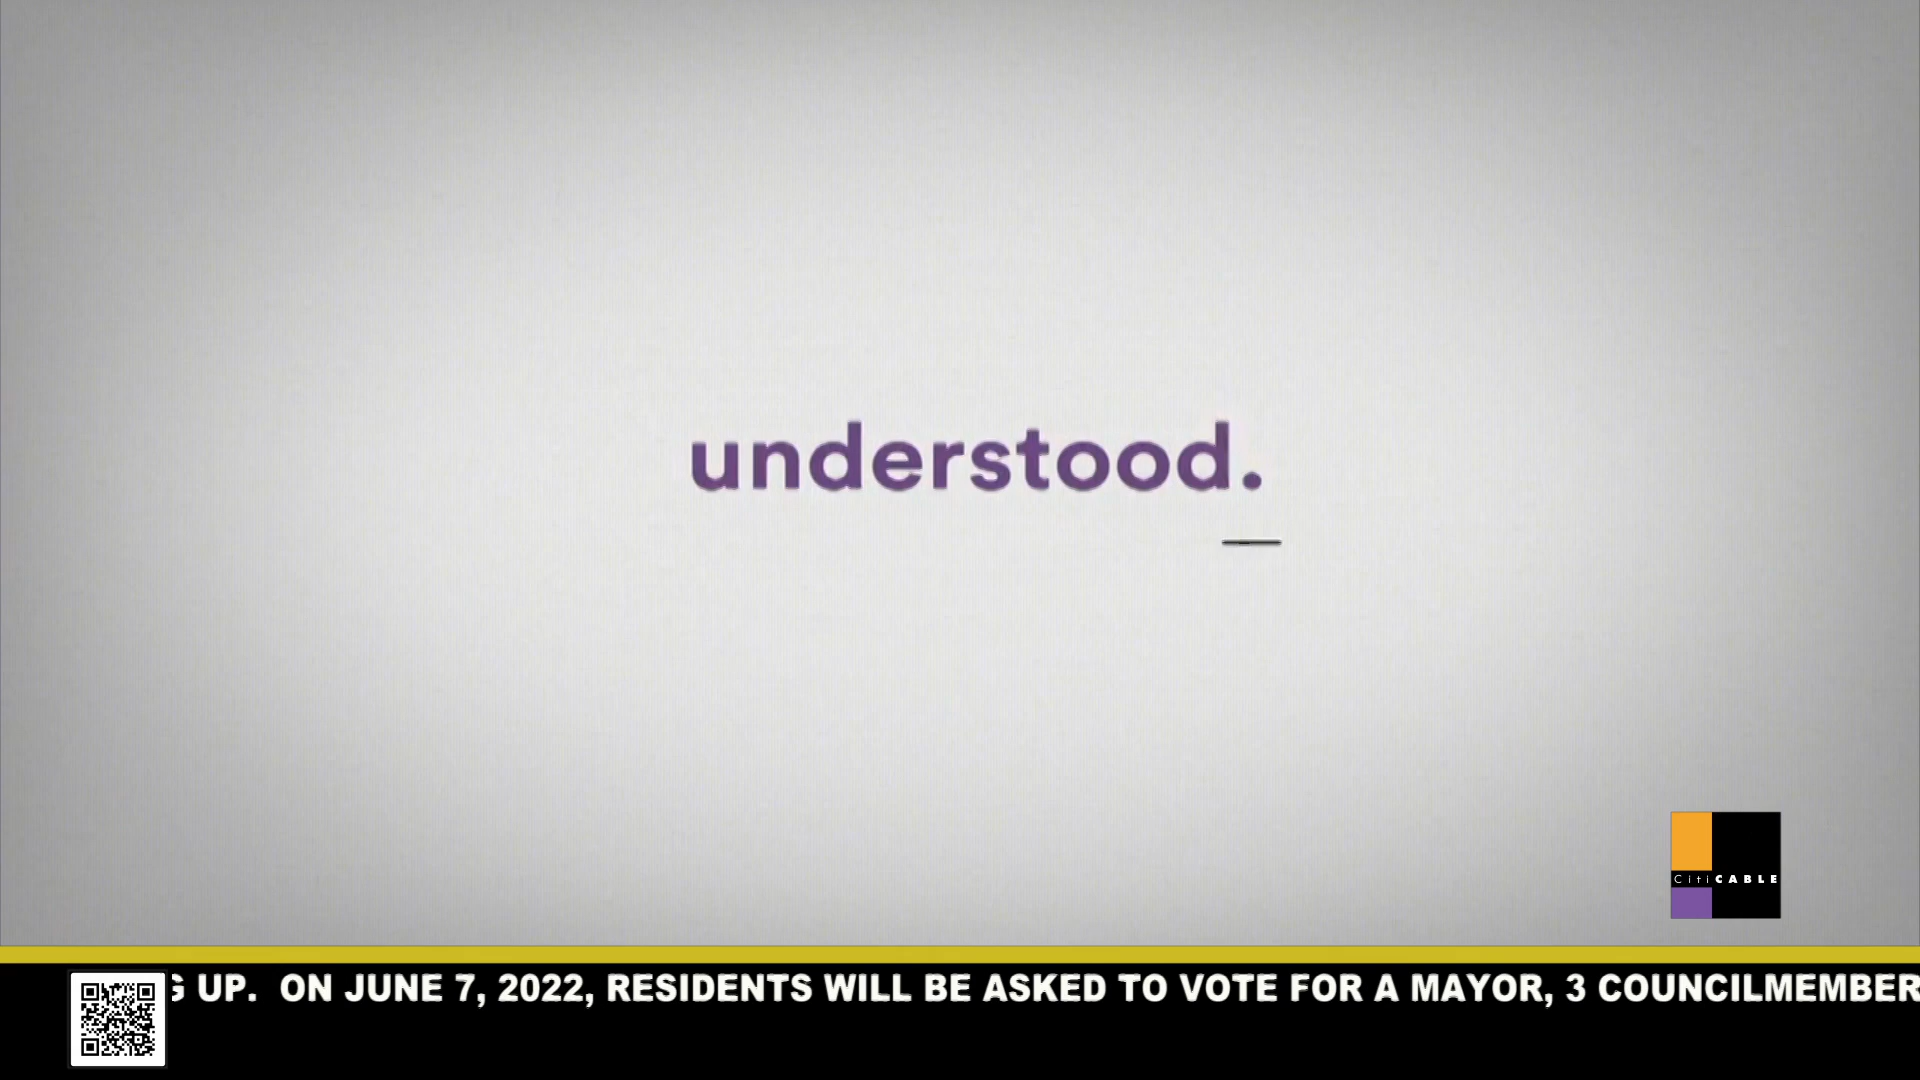 understood.
CitiCABLE
UP. ON JUNE 7, 2022, RESIDENTS WILL BE ASKED TO VOTE FOR A MAYOR, 3 COUNCILMEMBER